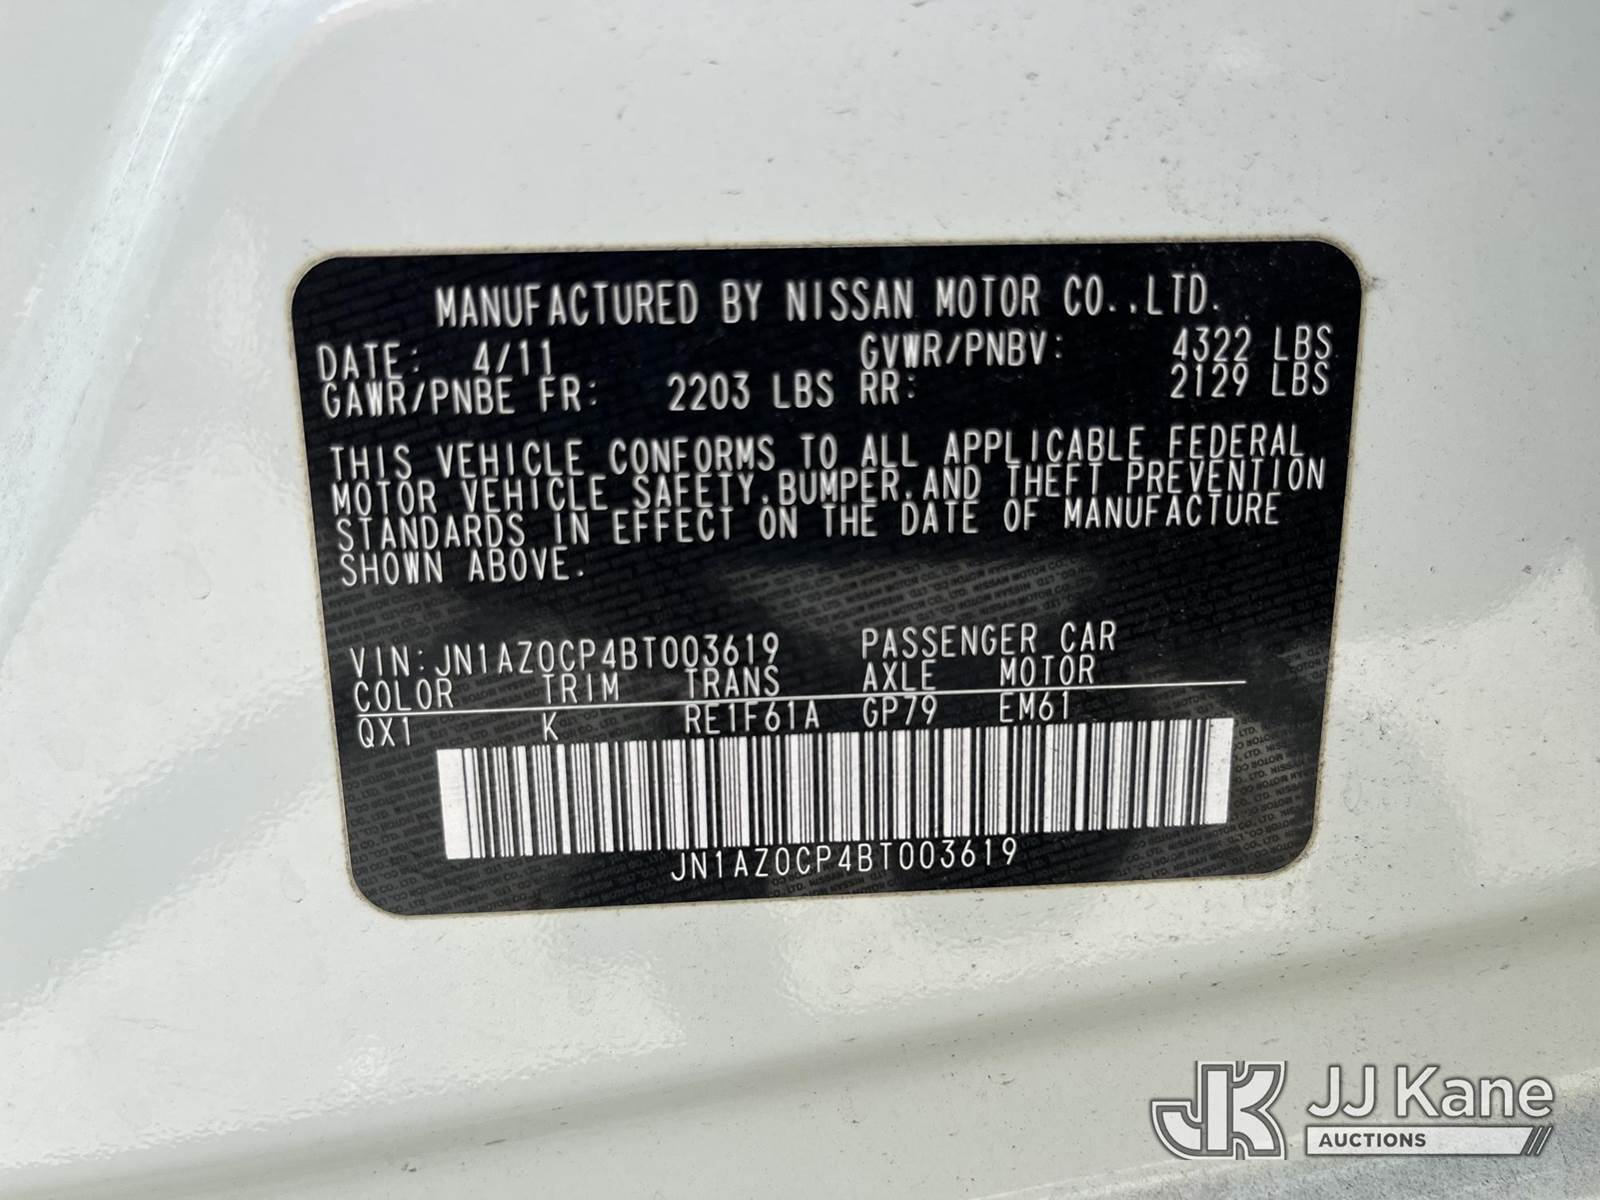 MANUFACTURED BY NISSAN MOTOR CO.,LTD.
DATE: 4/11 GVWR/PNBV: 4322 LBS
GAWR/PNBE FR: 2203 LBS RR: 2129 LBS
THIS VEHICLE CONFORMS TO ALL APPLICABLE FEDERAL
MOTOR VEHICLE SAFETY,BUMPER,AND THEFT PREVENTION
STANDARDS IN EFFECT ON THE DATE OF MANUFACTURE
SHOWN ABOVE.
VIN:JN1AZ0CP4BT003619 PASSENGER CAR
COLOR TRIM TRANS AXLE MOTOR
QX1 K RE1F61A GP79 EM61
JN1AZ0CP4BT003619
JK JJ Kane
AUCTIONS